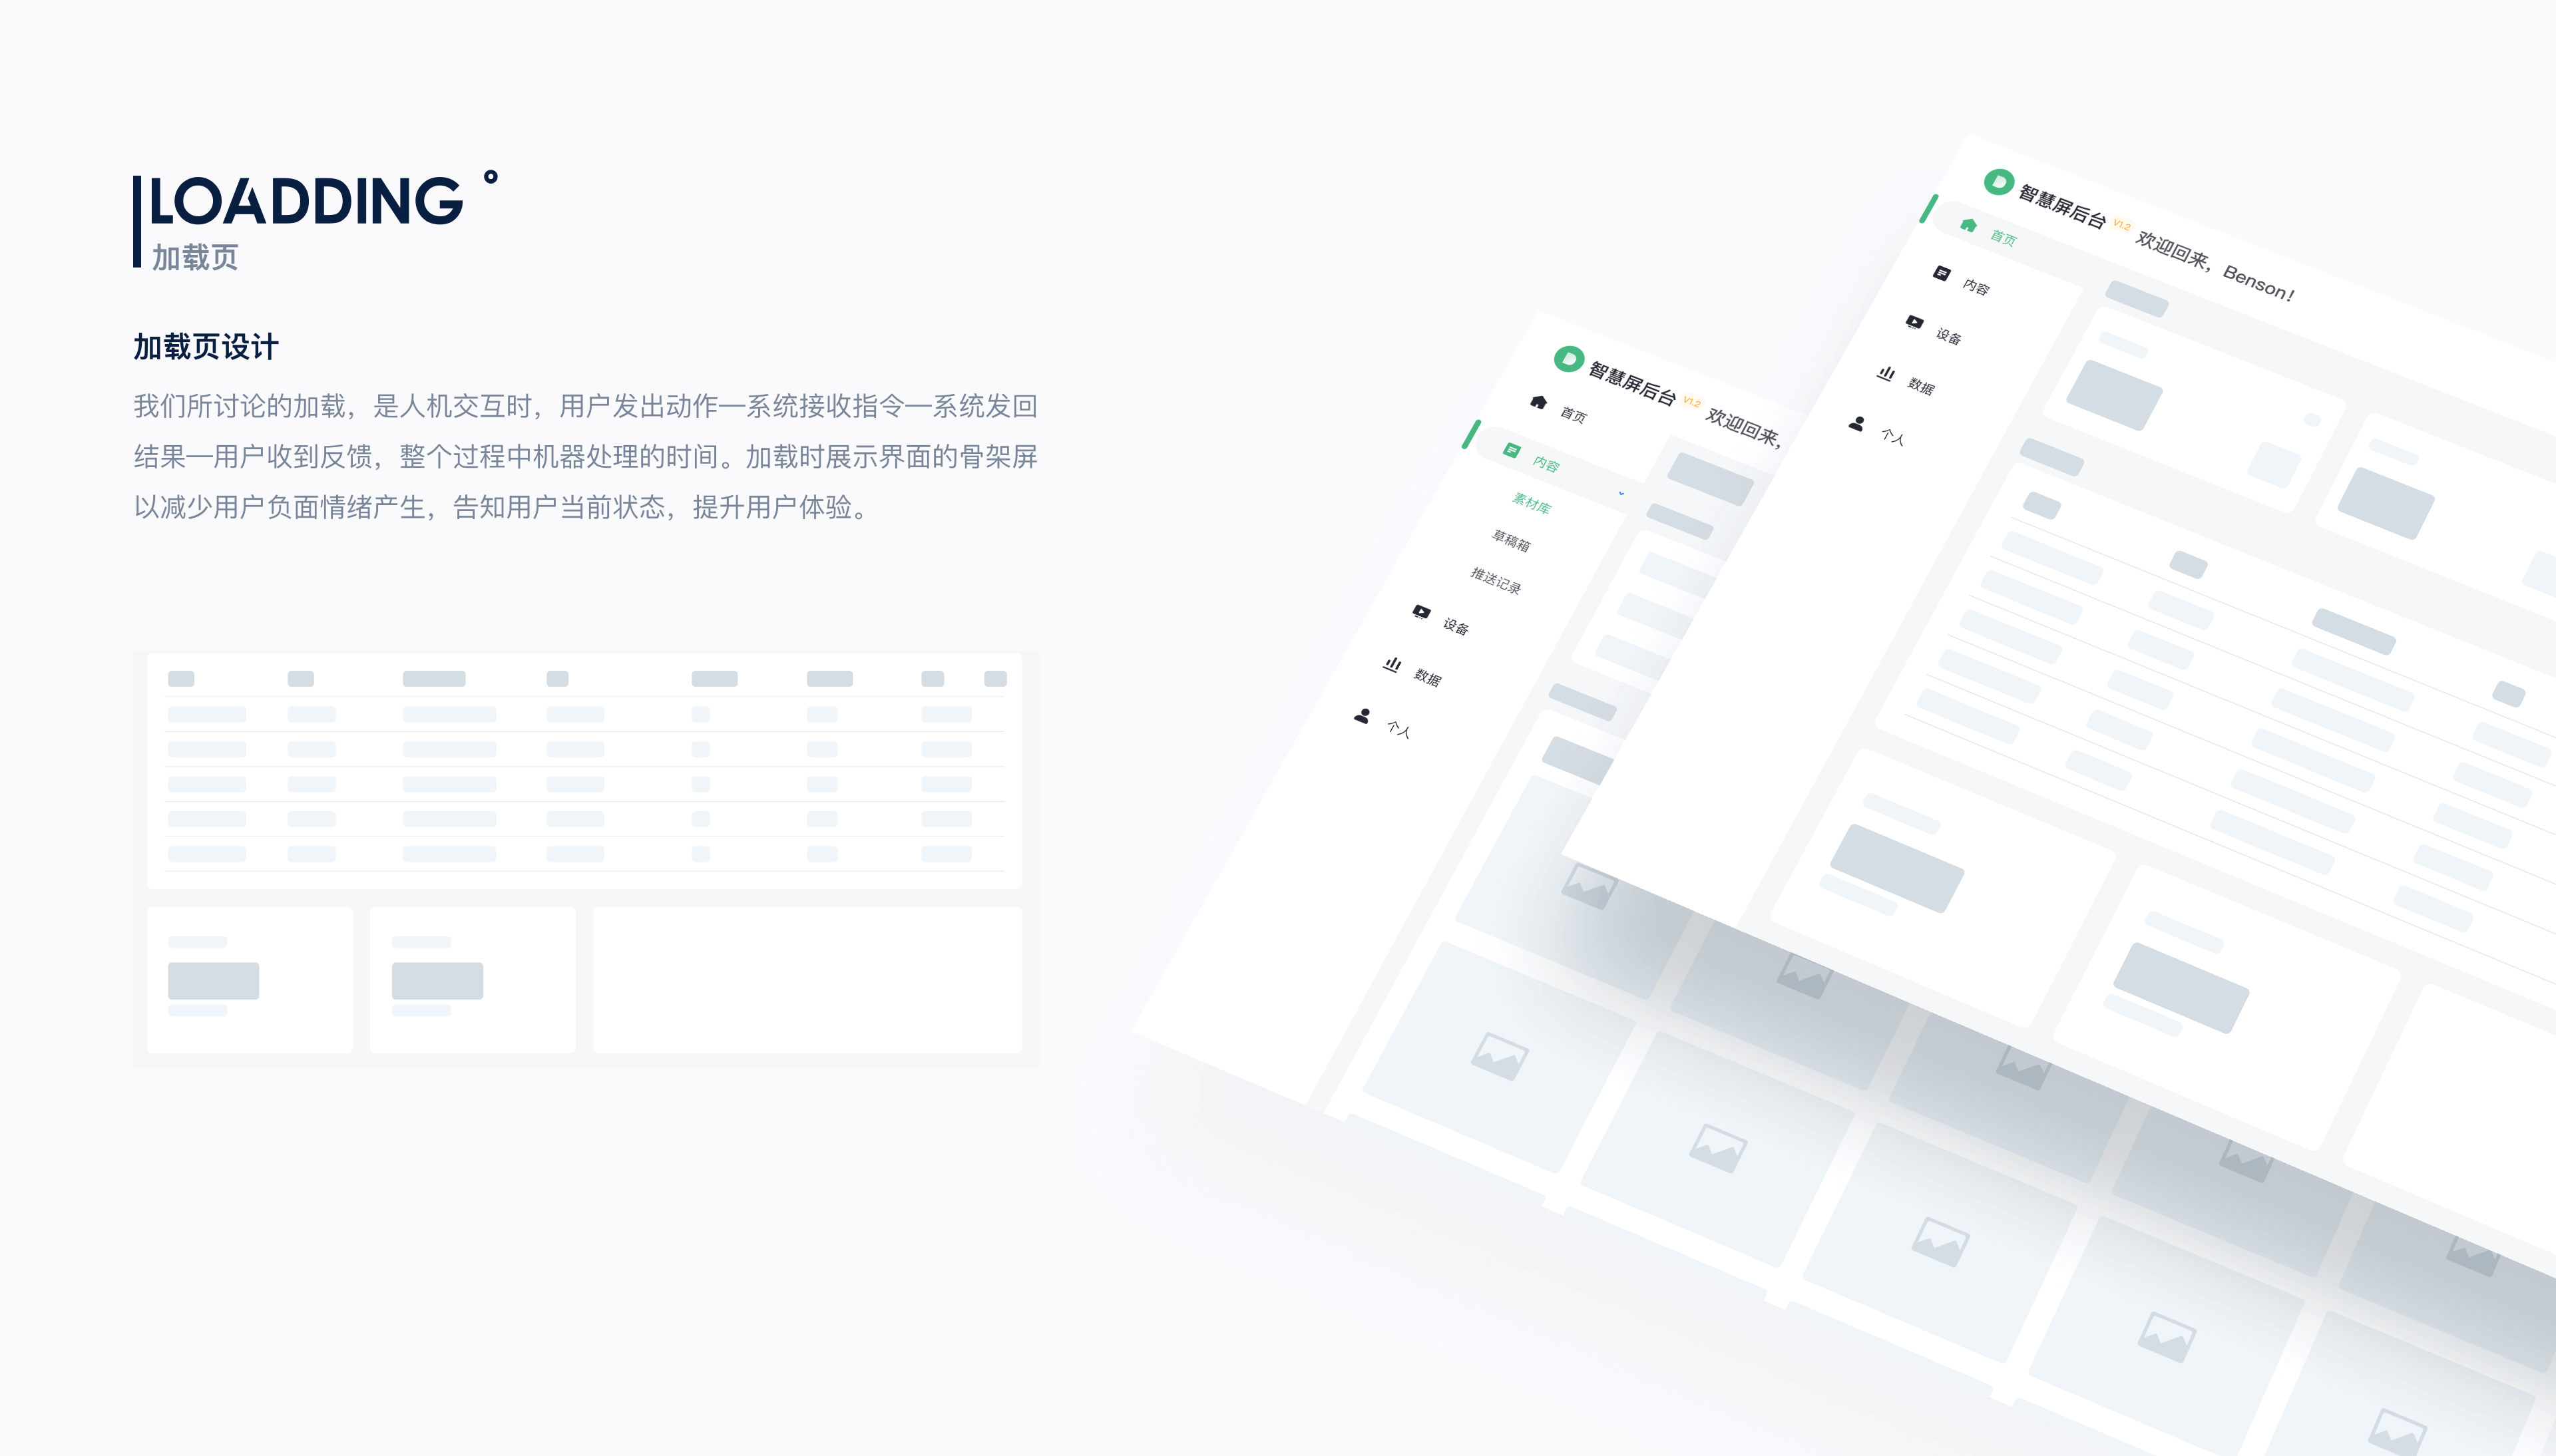 LOADDING
加载页
加载页设计
我们所讨论的加载，是人机交互时，用户发出动作—系统接收指令—系统发回
结果—用户收到反馈，整个过程中机器处理的时间。加载时展示界面的骨架屏
以减少用户负面情绪产生，告知用户当前状态，提升用户体验。
智慧屏后台 V1.2 欢迎回来，
首页
内容
素材库
草稿箱
推送记录
设备
数据
个人
智慧屏后台 V1.2 欢迎回来，Benson！
首页
内容
设备
数据
个人